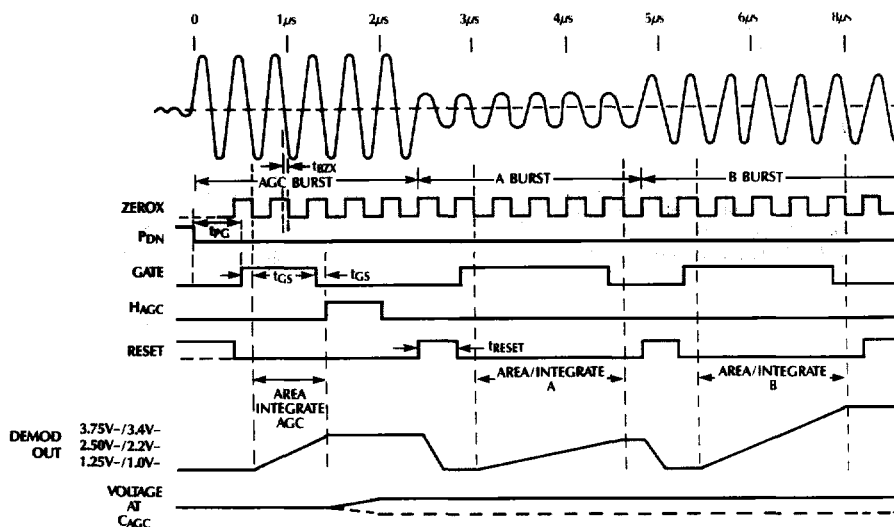 0 1μs 2μs 3μs 4μs 5μs 6μs 8μs
tBZX
AGC BURST A BURST B BURST
ZEROX
tPG
PDN
GATE tGS tGS
HAGC
RESET tRESET
AREA INTEGRATE AGC
AREA/INTEGRATE A
AREA/INTEGRATE B
DEMOD OUT
3.75V–/3.4V–
2.50V–/2.2V–
1.25V–/1.0V–
VOLTAGE AT CAGC